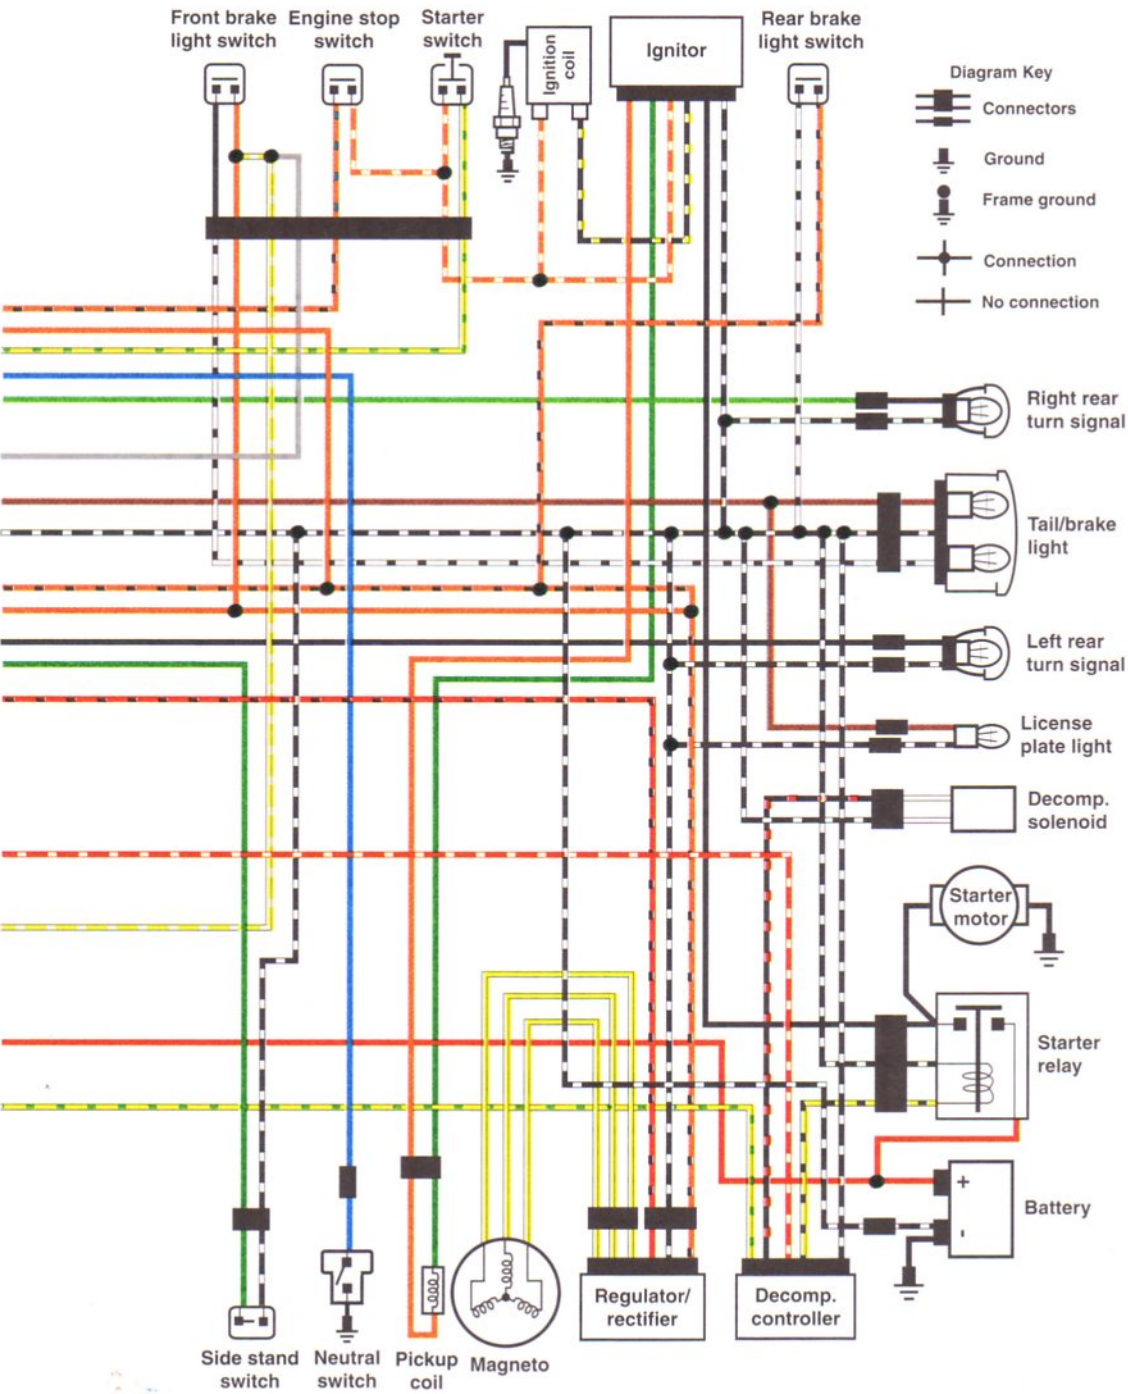 Front brake
light switch
Engine stop
switch
Starter
switch
Ignition
coil
Ignitor
Rear brake
light switch
Diagram Key
Connectors
Ground
Frame ground
Connection
No connection
Right rear
turn signal
Tail/brake
light
Left rear
turn signal
License
plate light
Decomp.
solenoid
Starter
motor
Starter
relay
+
-
Battery
Regulator/
rectifier
Decomp.
controller
Side stand
switch
Neutral
switch
Pickup
coil
Magneto